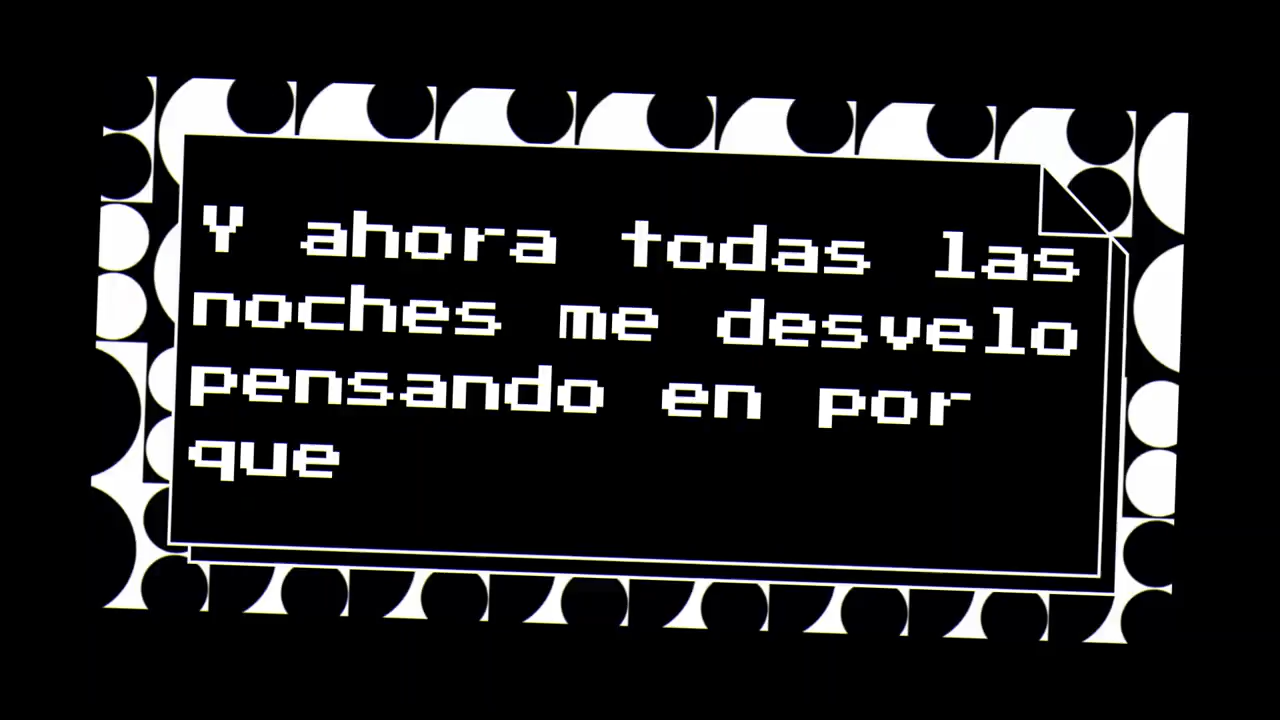 Y ahora todas las
noches me desvelo
pensando en por
que